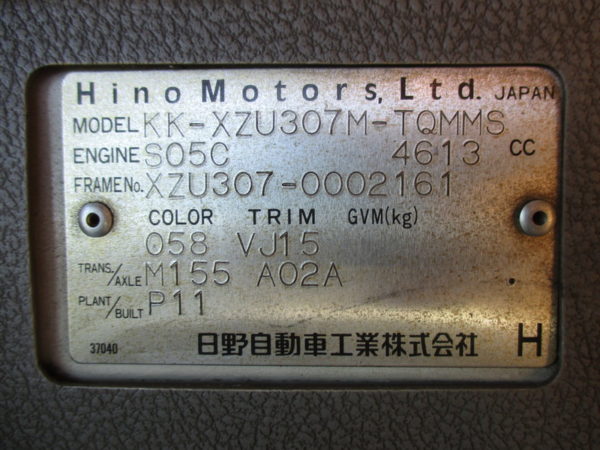 Hino Motors, Ltd. JAPAN
MODEL KK-XZU307M-TQMMS
ENGINE S05C 4613 CC
FRAME No. XZU307-0002161
COLOR TRIM GVM(kg)
058 VJ15
TRANS./AXLE M155 A02A
PLANT/BUILT P11
37040 日野自動車工業株式会社 H